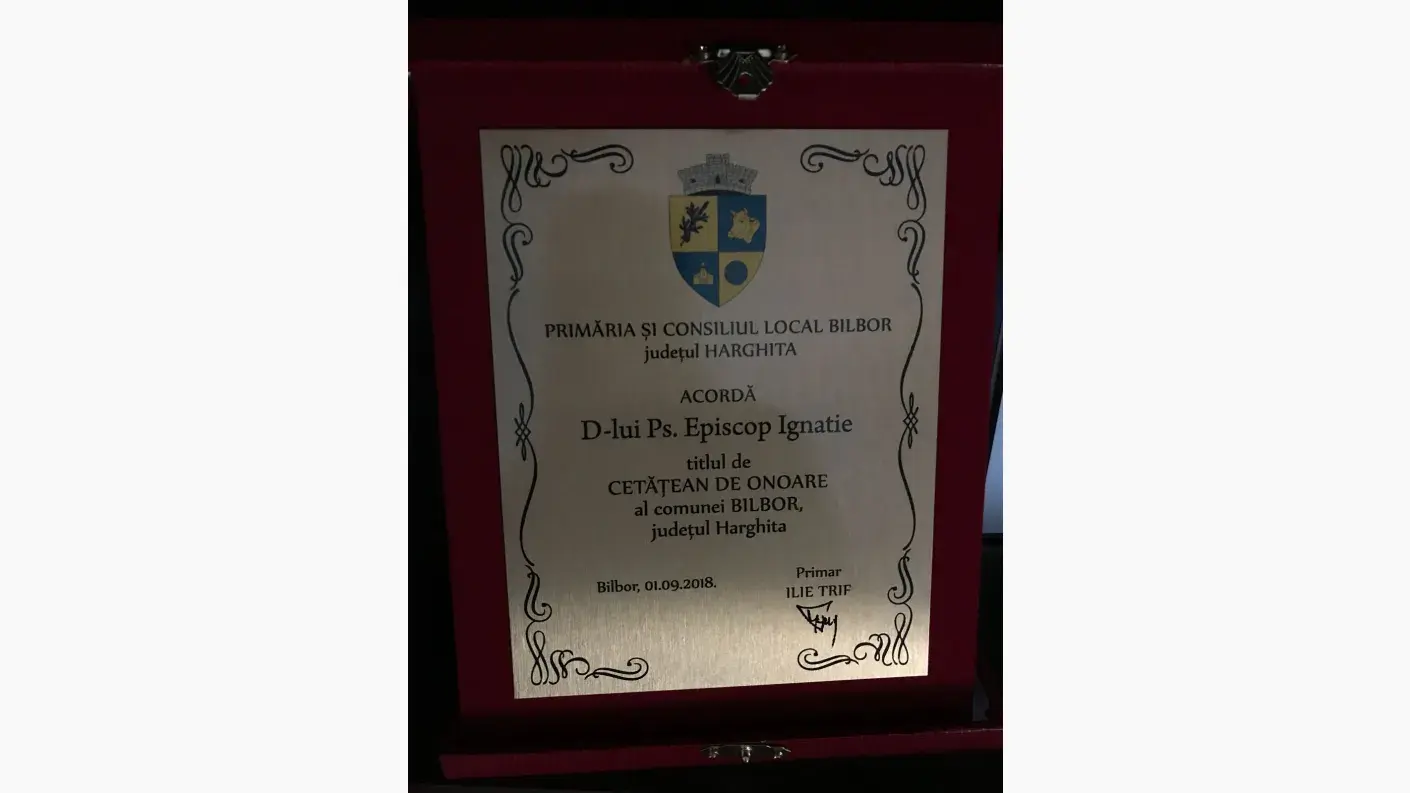 PRIMĂRIA ȘI CONSILIUL LOCAL BILBOR
județul HARGHITA
ACORDĂ
D-lui Ps. Episcop Ignatie
titlul de
CETĂȚEAN DE ONOARE
al comunei BILBOR,
județul Harghita
Bilbor, 01.09.2018.
Primar
ILIE TRIF